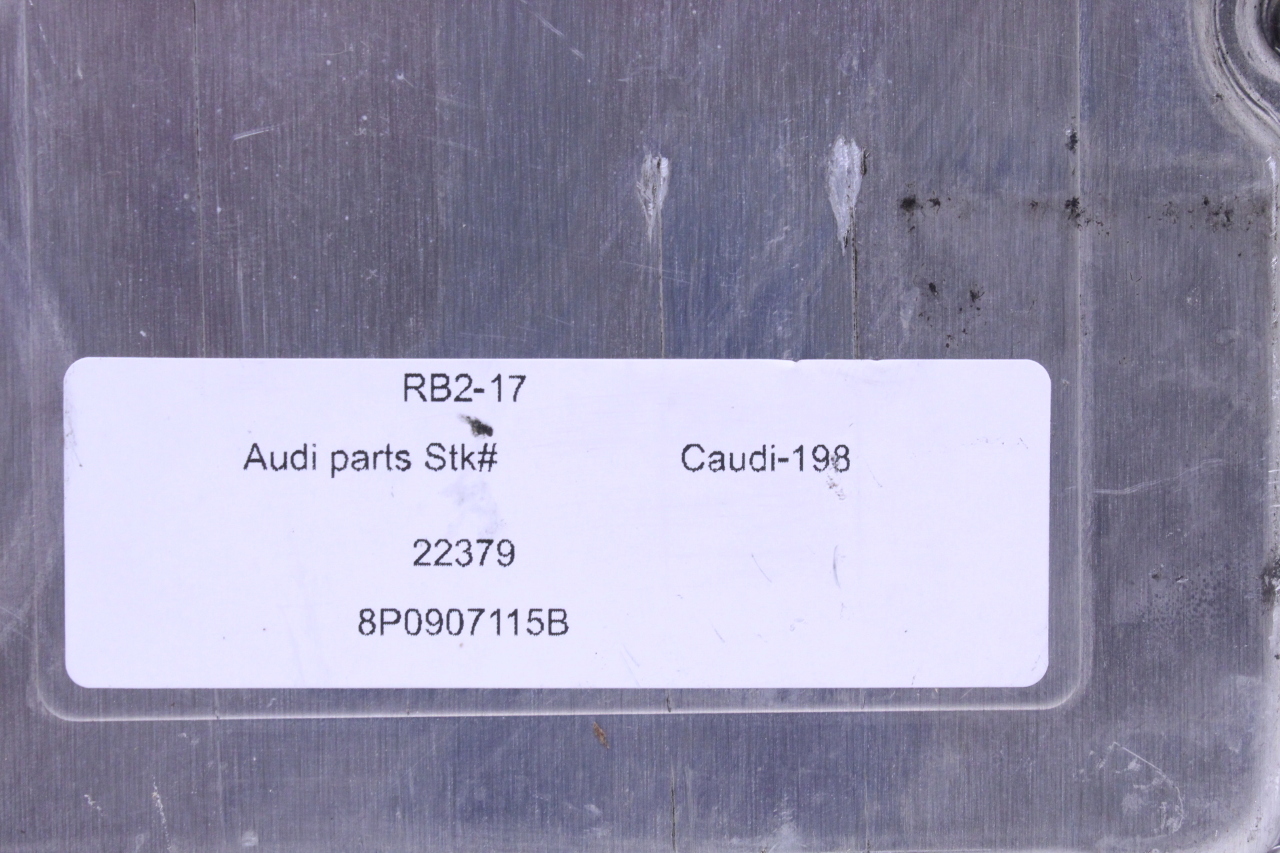 RB2-17
Audi parts Stk# Caudi-198
22379
8P0907115B